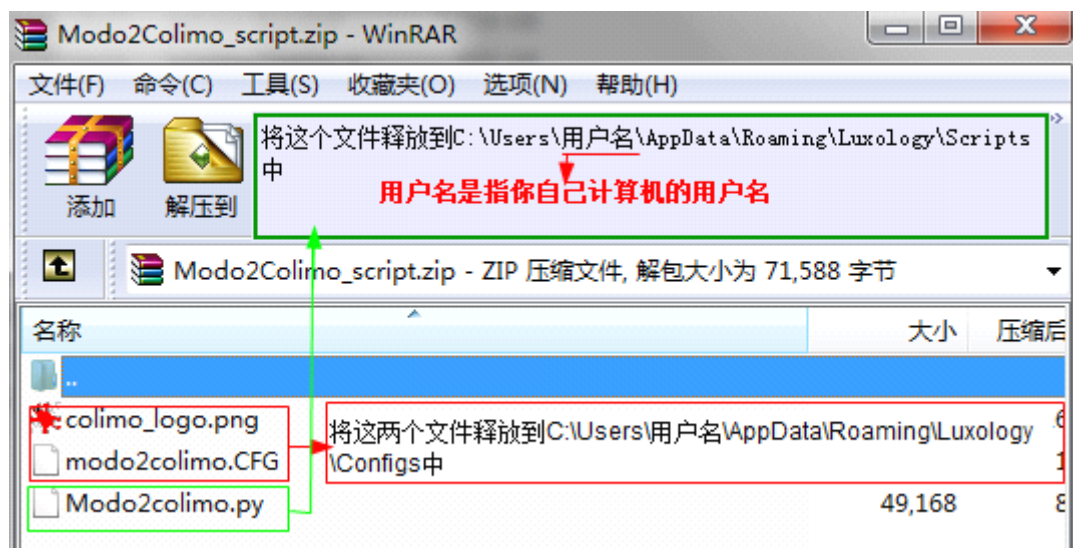 Modo2Colimo_script.zip - WinRAR
文件(F) 命令(C) 工具(S) 收藏夹(O) 选项(N) 帮助(H)
将这个文件释放到C:\Users\用户名\AppData\Roaming\Luxology\Scripts
中
用户名是指你自己计算机的用户名
添加 解压到
Modo2Colimo_script.zip - ZIP 压缩文件, 解包大小为 71,588 字节
名称 大小 压缩后
..
colimo_logo.png
将这两个文件释放到C:\Users\用户名\AppData\Roaming\Luxology
modo2colimo.CFG
\Configs中
Modo2colimo.py 49,168